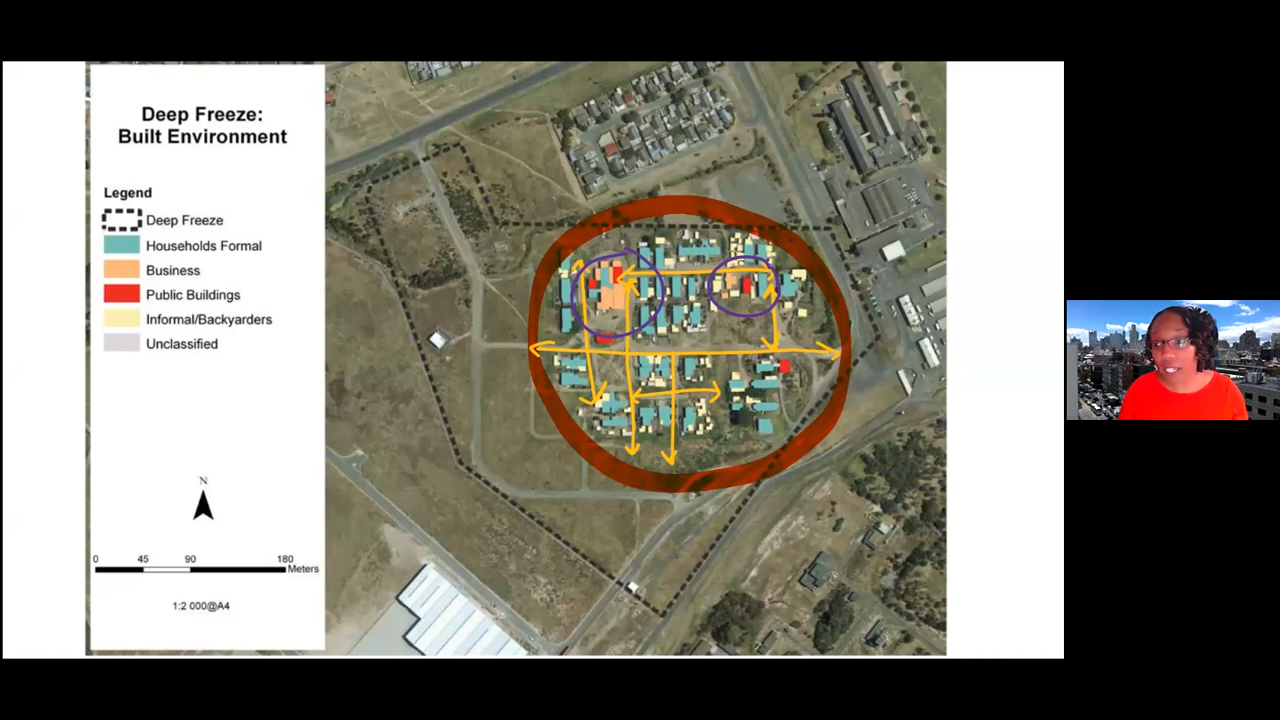 Deep Freeze:
Built Environment
Legend
Deep Freeze
Households Formal
Business
Public Buildings
Informal/Backyarders
Unclassified
N
0 45 90 180
Meters
1:2 000@A4